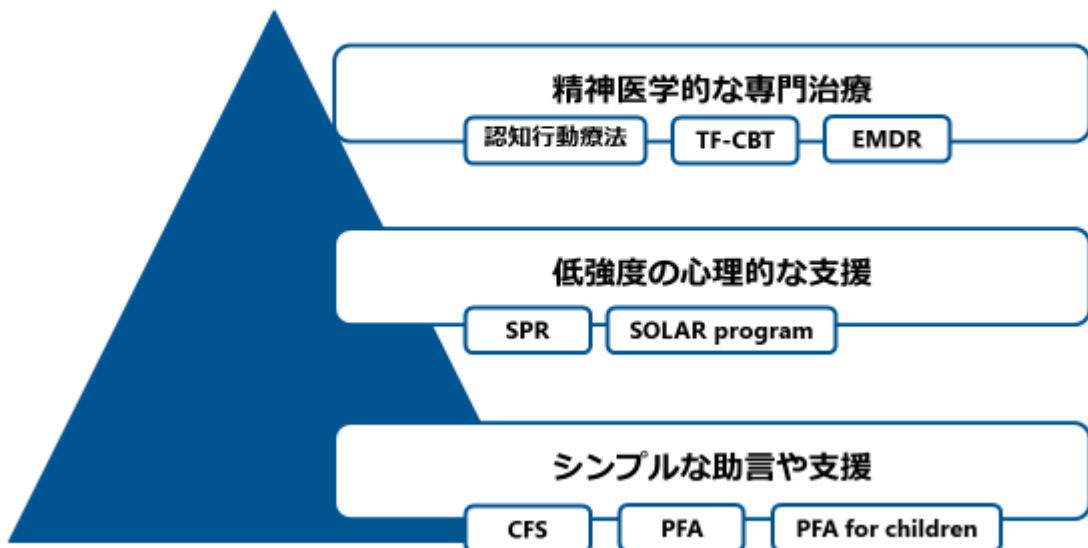 精神医学的な専門治療
認知行動療法 TF-CBT EMDR
低強度の心理的な支援
SPR SOLAR program
シンプルな助言や支援
CFS PFA PFA for children